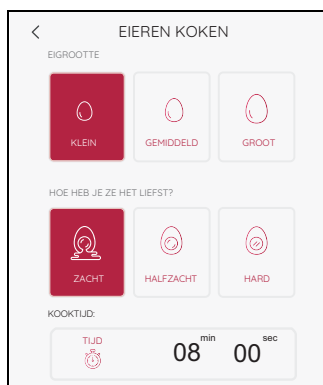 EIEREN KOKEN
EIGROOTTE
KLEIN GEMIDDELD GROOT
HOE HEB JE ZE HET LIEFST?
ZACHT HALFZACHT HARD
KOOKTIJD:
TIJD 08 min 00 sec